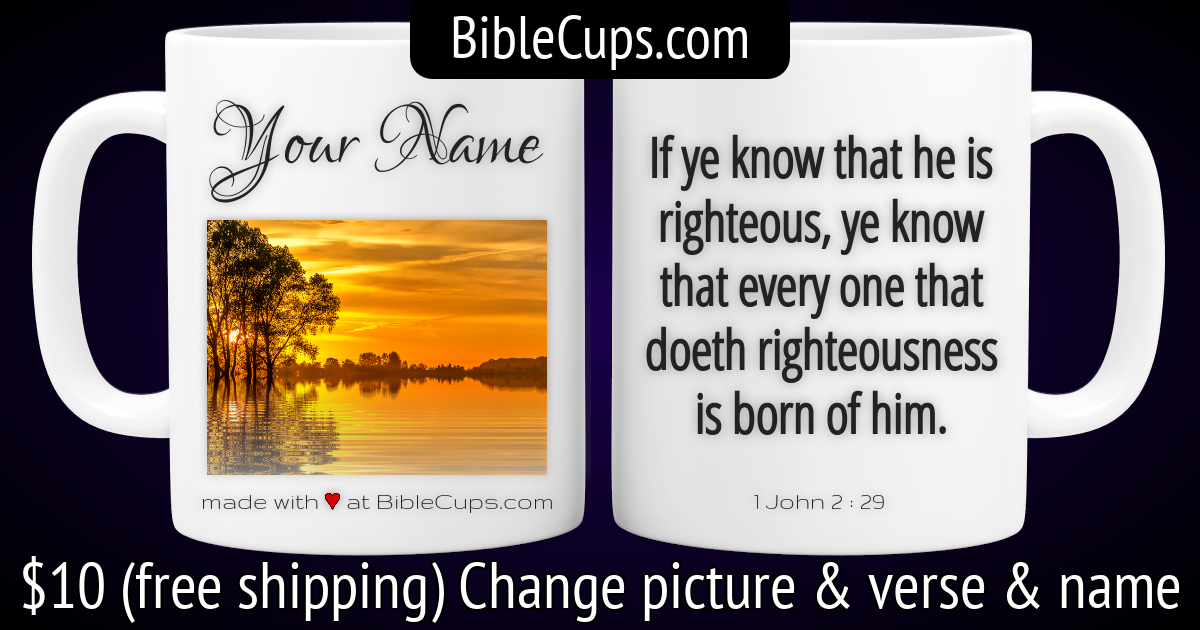 BibleCups.com
Your Name
made with ♥ at BibleCups.com
If ye know that he is
righteous, ye know
that every one that
doeth righteousness
is born of him.
1 John 2 : 29
$10 (free shipping) Change picture & verse & name